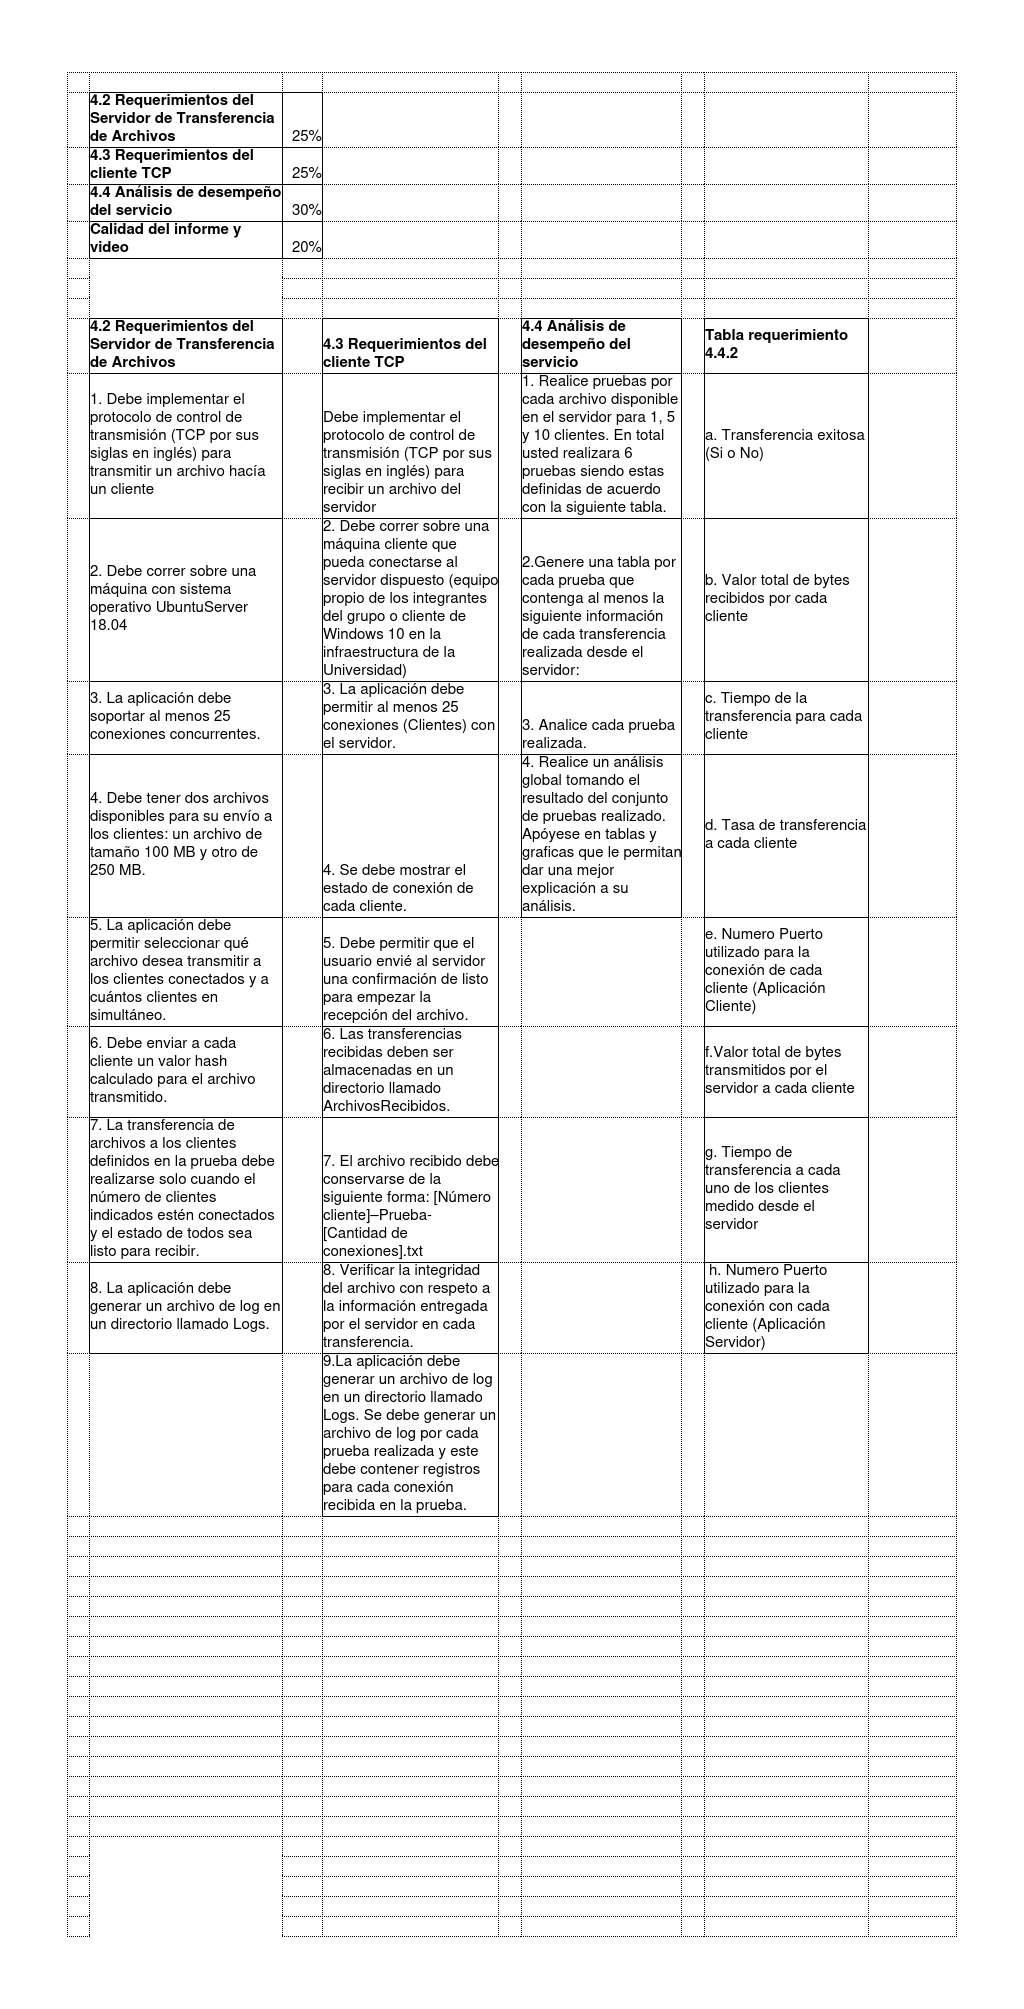 4.2 Requerimientos del
Servidor de Transferencia
de Archivos
25%
4.3 Requerimientos del
cliente TCP
25%
4.4 Análisis de desempeño
del servicio
30%
Calidad del informe y
video
20%
4.2 Requerimientos del
Servidor de Transferencia
de Archivos
4.3 Requerimientos del
cliente TCP
4.4 Análisis de
desempeño del
servicio
Tabla requerimiento
4.4.2
1. Debe implementar el
protocolo de control de
transmisión (TCP por sus
siglas en inglés) para
transmitir un archivo hacía
un cliente
Debe implementar el
protocolo de control de
transmisión (TCP por sus
siglas en inglés) para
recibir un archivo del
servidor
1. Realice pruebas por
cada archivo disponible
en el servidor para 1, 5
y 10 clientes. En total
usted realizara 6
pruebas siendo estas
definidas de acuerdo
con la siguiente tabla.
a. Transferencia exitosa
(Si o No)
2. Debe correr sobre una
máquina con sistema
operativo UbuntuServer
18.04
2. Debe correr sobre una
máquina cliente que
pueda conectarse al
servidor dispuesto (equipo
propio de los integrantes
del grupo o cliente de
Windows 10 en la
infraestructura de la
Universidad)
2.Genere una tabla por
cada prueba que
contenga al menos la
siguiente información
de cada transferencia
realizada desde el
servidor:
b. Valor total de bytes
recibidos por cada
cliente
3. La aplicación debe
soportar al menos 25
conexiones concurrentes.
3. La aplicación debe
permitir al menos 25
conexiones (Clientes) con
el servidor.
3. Analice cada prueba
realizada.
c. Tiempo de la
transferencia para cada
cliente
4. Debe tener dos archivos
disponibles para su envío a
los clientes: un archivo de
tamaño 100 MB y otro de
250 MB.
4. Se debe mostrar el
estado de conexión de
cada cliente.
4. Realice un análisis
global tomando el
resultado del conjunto
de pruebas realizado.
Apóyese en tablas y
graficas que le permitan
dar una mejor
explicación a su
análisis.
d. Tasa de transferencia
a cada cliente
5. La aplicación debe
permitir seleccionar qué
archivo desea transmitir a
los clientes conectados y a
cuántos clientes en
simultáneo.
5. Debe permitir que el
usuario envié al servidor
una confirmación de listo
para empezar la
recepción del archivo.
e. Numero Puerto
utilizado para la
conexión de cada
cliente (Aplicación
Cliente)
6. Debe enviar a cada
cliente un valor hash
calculado para el archivo
transmitido.
6. Las transferencias
recibidas deben ser
almacenadas en un
directorio llamado
ArchivosRecibidos.
f.Valor total de bytes
transmitidos por el
servidor a cada cliente
7. La transferencia de
archivos a los clientes
definidos en la prueba debe
realizarse solo cuando el
número de clientes
indicados estén conectados
y el estado de todos sea
listo para recibir.
7. El archivo recibido debe
conservarse de la
siguiente forma: [Número
cliente]–Prueba-
[Cantidad de
conexiones].txt
g. Tiempo de
transferencia a cada
uno de los clientes
medido desde el
servidor
8. La aplicación debe
generar un archivo de log en
un directorio llamado Logs.
8. Verificar la integridad
del archivo con respeto a
la información entregada
por el servidor en cada
transferencia.
h. Numero Puerto
utilizado para la
conexión con cada
cliente (Aplicación
Servidor)
9.La aplicación debe
generar un archivo de log
en un directorio llamado
Logs. Se debe generar un
archivo de log por cada
prueba realizada y este
debe contener registros
para cada conexión
recibida en la prueba.